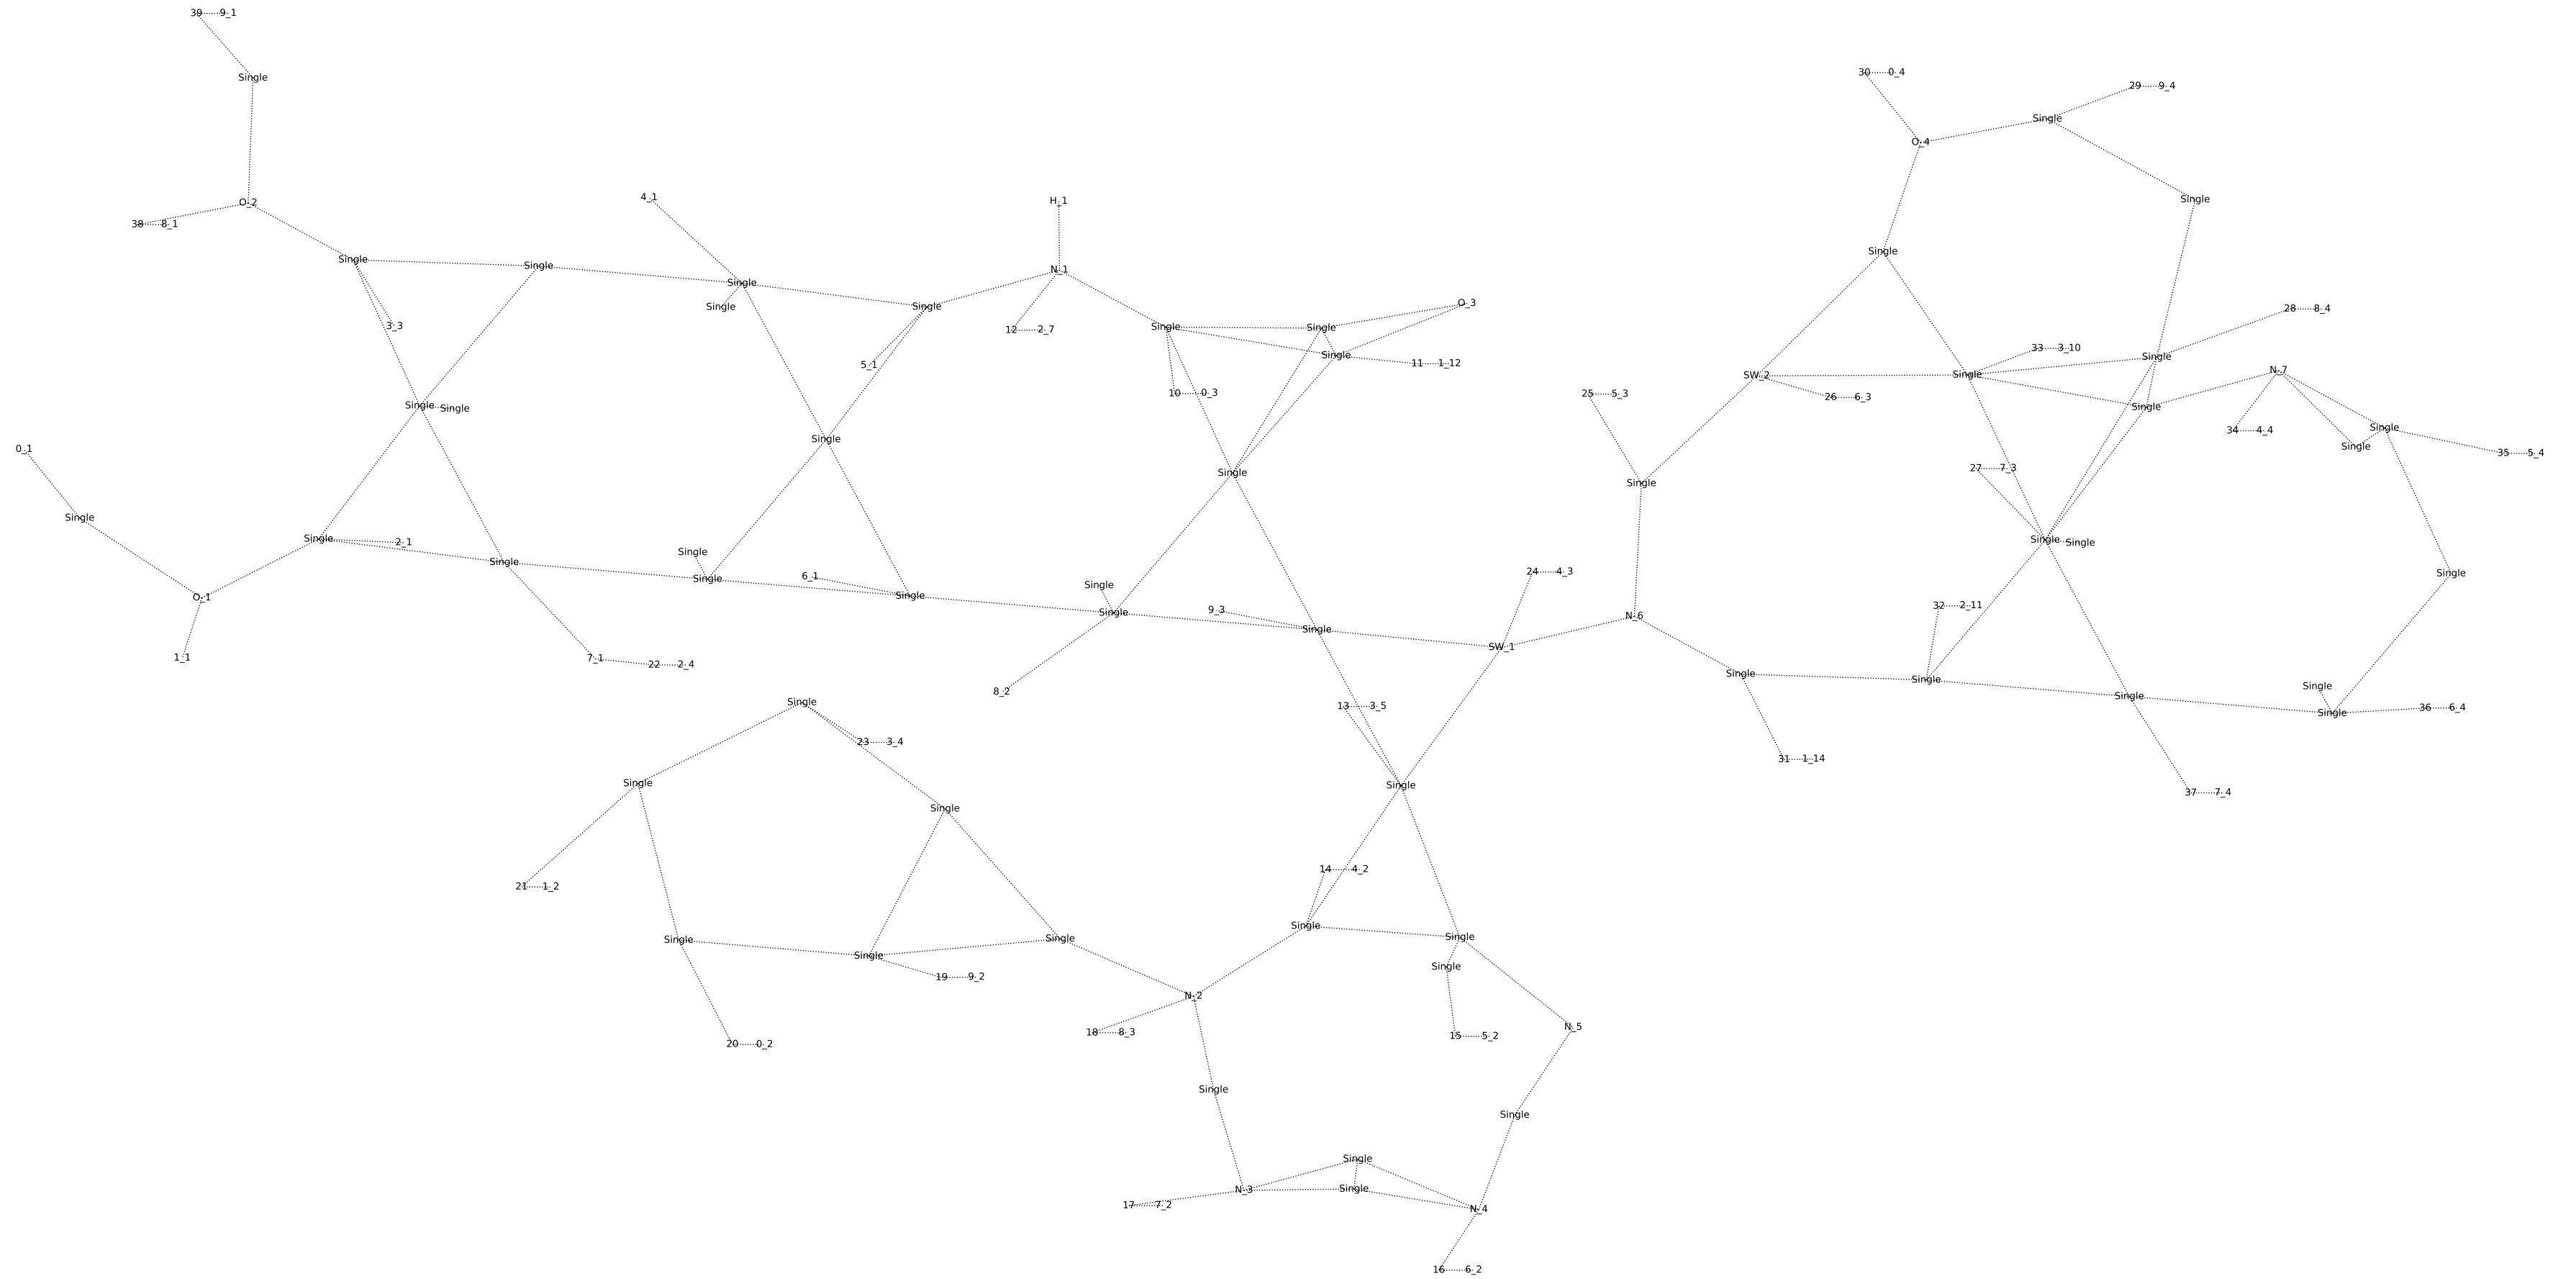 39 9_1
Single
30 0_4
29 9_4
Single
O_4
4_1
Single
H_1
O_2
38 8_1
Single
Single
Single
N_1
Single
Single
Single
O_3
28 8_4
3_3
12 2_7
Single
Single
33 3_10
Single
Single
5_1
11 1_12
SW_2
Single
N_7
10 0_3
25 5_3
26 6_3
Single
Single
Single
34 4_4
Single
Single
0_1
Single
35 5_4
27 7_3
Single
Single
Single
Single
2_1
Single
Single
Single
Single
Single
24 4_3
Single
6_1
Single
Single
O_1
Single
32 2_11
Single
9_3
N_6
Single
SW_1
1_1
7_1
22 2_4
Single
Single
Single
8_2
Single
Single
Single
13 3_5
36 6_4
23 3_4
31 1_14
Single
Single
37 7_4
Single
14 4_2
21 1_2
Single
Single
Single
Single
Single
Single
19 9_2
N_2
N_5
18 8_3
15 5_2
20 0_2
Single
Single
Single
N_3
Single
17 7_2
N_4
16 6_2